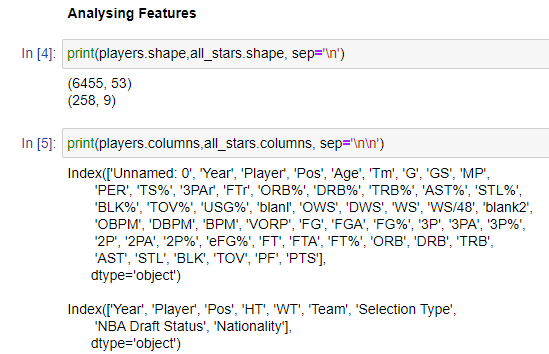 Analysing Features
In [4]: print(players.shape,all_stars.shape, sep='\n')
(6455, 53)
(258, 9)
In [5]: print(players.columns,all_stars.columns, sep='\n\n')
Index(['Unnamed: 0', 'Year', 'Player', 'Pos', 'Age', 'Tm', 'G', 'GS', 'MP',
'PER', 'TS%', '3PAr', 'FTr', 'ORB%', 'DRB%', 'TRB%', 'AST%', 'STL%',
'BLK%', 'TOV%', 'USG%', 'blanl', 'OWS', 'DWS', 'WS', 'WS/48', 'blank2',
'OBPM', 'DBPM', 'BPM', 'VORP', 'FG', 'FGA', 'FG%', '3P', '3PA', '3P%',
'2P', '2PA', '2P%', 'eFG%', 'FT', 'FTA', 'FT%', 'ORB', 'DRB', 'TRB',
'AST', 'STL', 'BLK', 'TOV', 'PF', 'PTS'],
dtype='object')
Index(['Year', 'Player', 'Pos', 'HT', 'WT', 'Team', 'Selection Type',
'NBA Draft Status', 'Nationality'],
dtype='object')